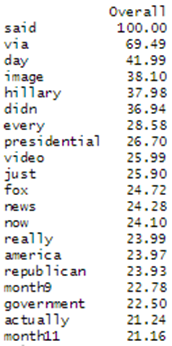 Overall
said 100.00
via 69.49
day 41.99
image 38.10
hillary 37.98
didn 36.94
every 28.58
presidential 26.70
video 25.99
just 25.90
fox 24.72
news 24.28
now 24.10
really 23.99
america 23.97
republican 23.93
month9 22.78
government 22.50
actually 21.24
month11 21.16